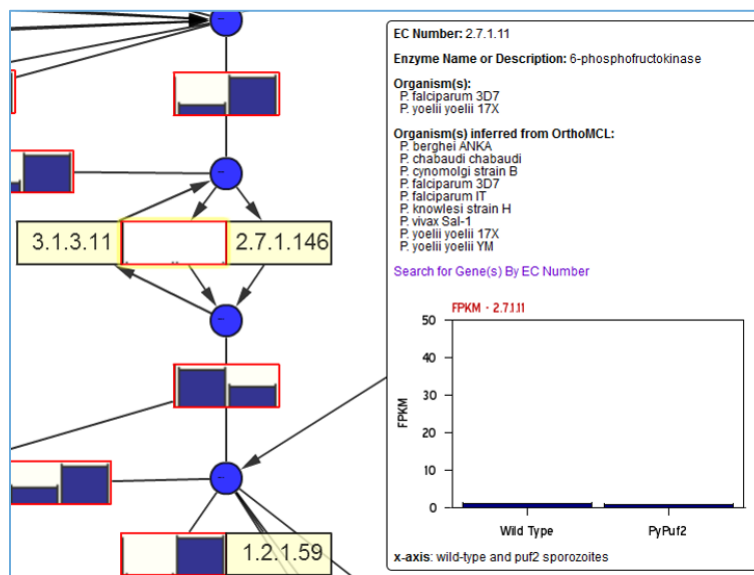 EC Number: 2.7.1.11
Enzyme Name or Description: 6-phosphofructokinase
Organism(s):
P. falciparum 3D7
P. yoelii yoelii 17X
Organism(s) inferred from OrthoMCL:
P. berghei ANKA
P. chabaudi chabaudi
P. cynomolgi strain B
P. falciparum 3D7
P. falciparum IT
P. knowlesi strain H
P. vivax Sal-1
P. yoelii yoelii 17X
P. yoelii yoelii YM
Search for Gene(s) By EC Number
FPKM - 2.7.1.11
50
40
30
20
10
0
FPKM
Wild Type PyPuf2
x-axis: wild-type and puf2 sporozoites
3.1.3.11 2.7.1.146
1.2.1.59